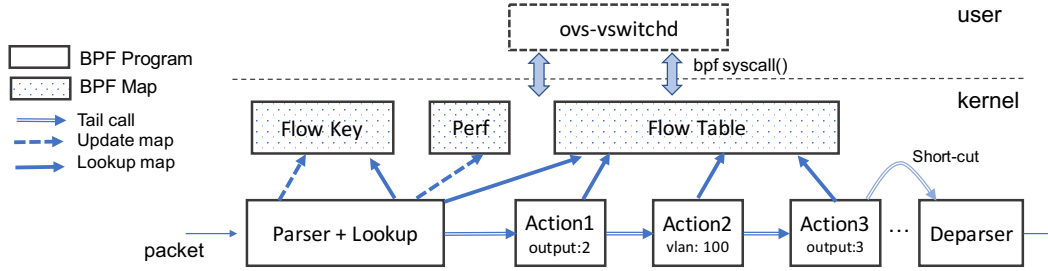 user
ovs-vswitchd
BPF Program
bpf syscall()
BPF Map
kernel
Tail call
Update map
Lookup map
Flow Key
Perf
Flow Table
Short-cut
packet
Parser + Lookup
Action1
output:2
Action2
vlan: 100
Action3
output:3
...
Deparser